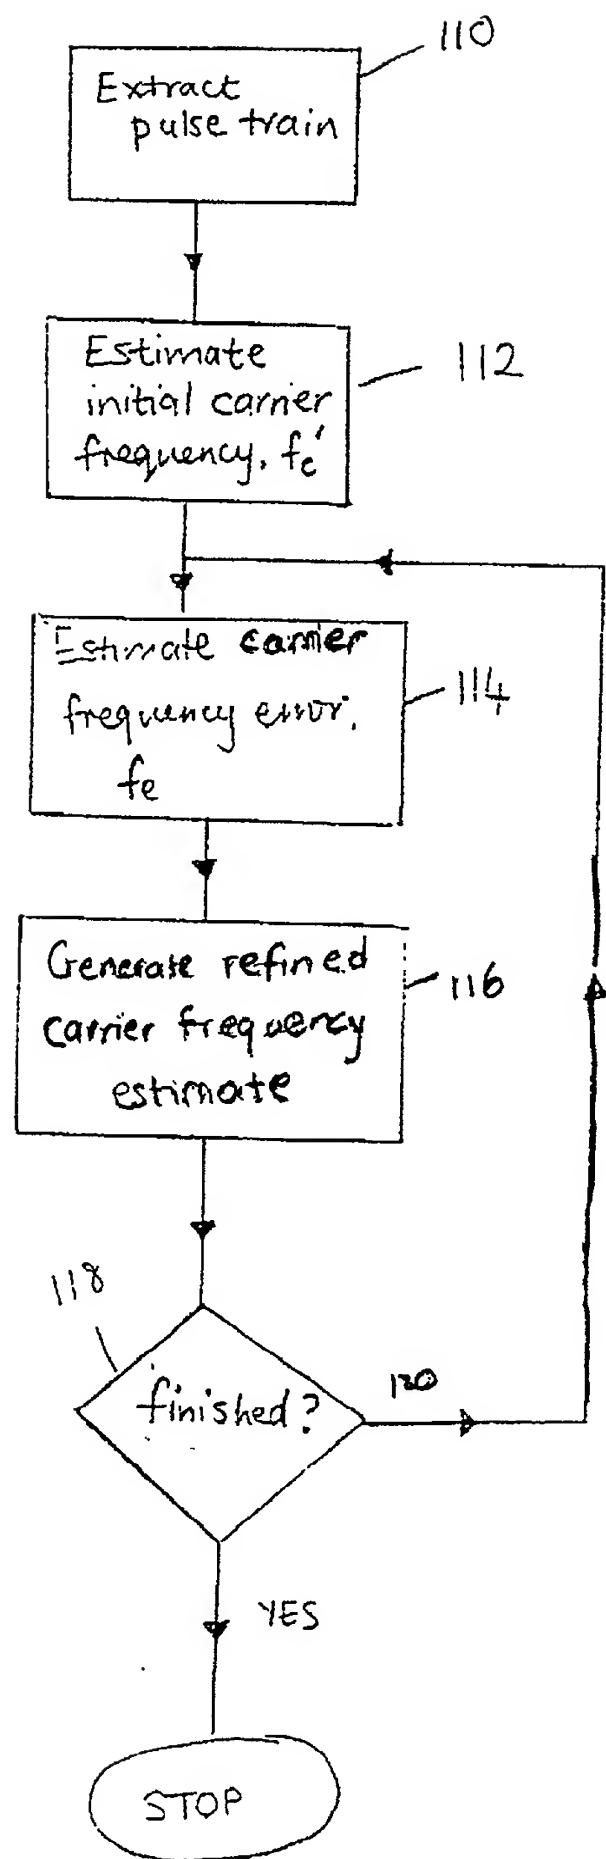 110
Extract
pulse train
112
Estimate
initial carrier
frequency, fc'
Estimate carrier
frequency error,
fe
114
Generate refined
carrier frequency
estimate
116
118
finished?
YES
STOP